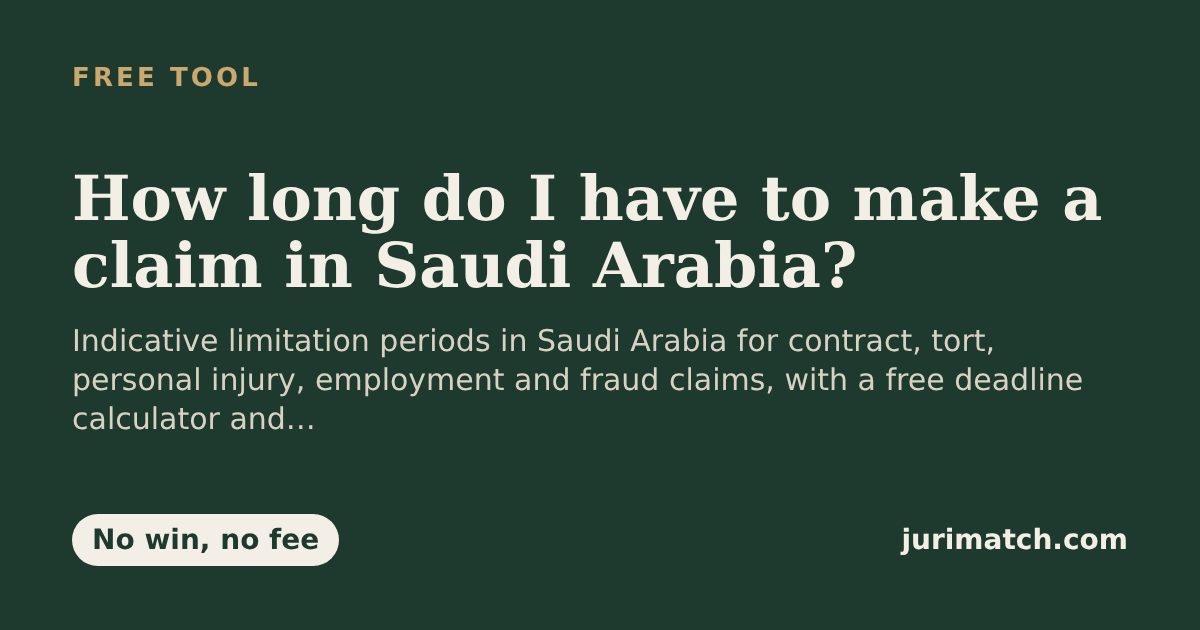 FREE TOOL
How long do I have to make a
claim in Saudi Arabia?
Indicative limitation periods in Saudi Arabia for contract, tort,
personal injury, employment and fraud claims, with a free deadline
calculator and…
No win, no fee
jurimatch.com